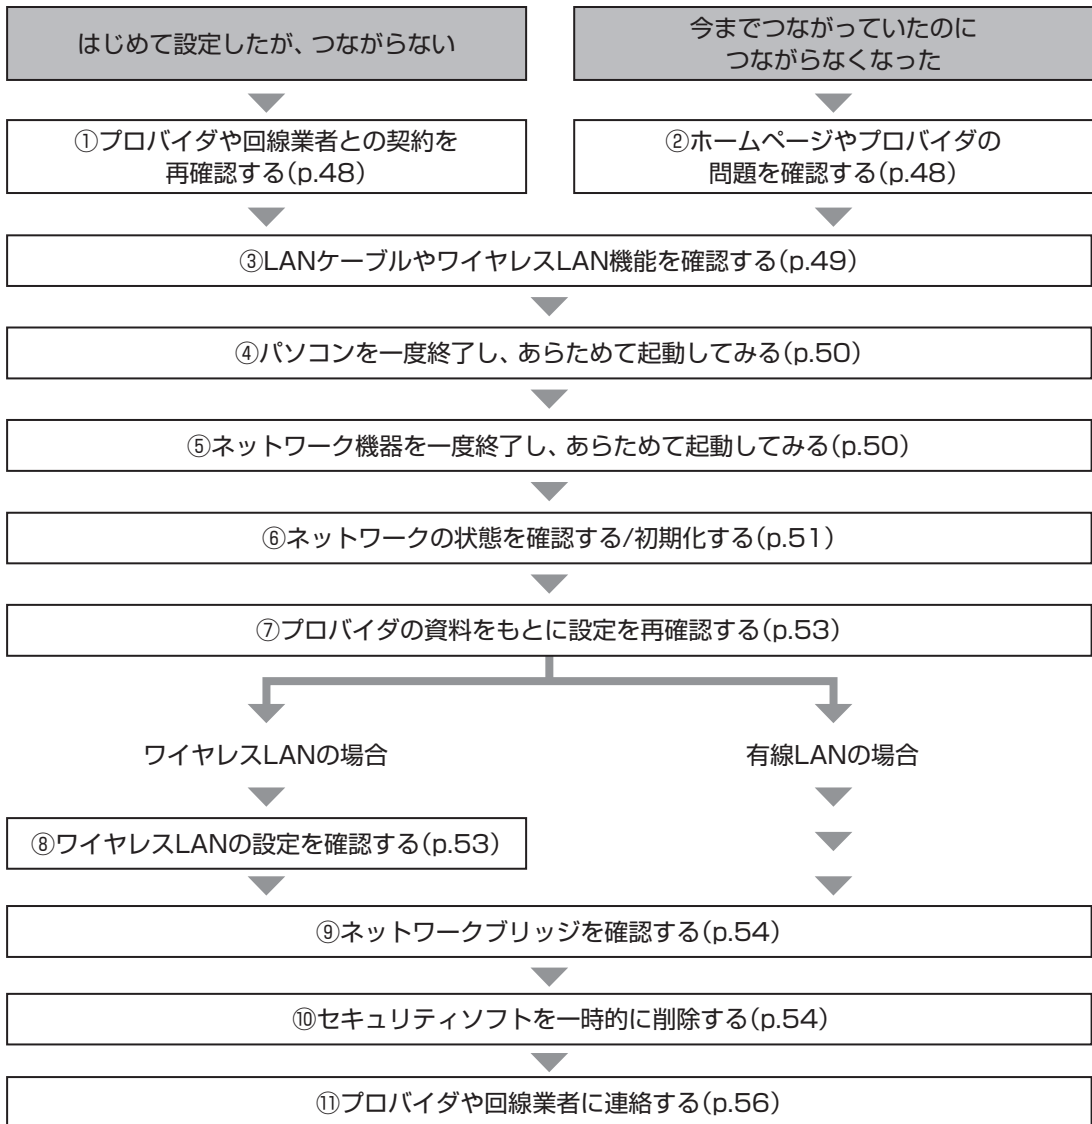 はじめて設定したが、つながらない
今までつながっていたのに
つながらなくなった
①プロバイダや回線業者との契約を
再確認する(p.48)
②ホームページやプロバイダの
問題を確認する(p.48)
③LANケーブルやワイヤレスLAN機能を確認する(p.49)
④パソコンを一度終了し、あらためて起動してみる(p.50)
⑤ネットワーク機器を一度終了し、あらためて起動してみる(p.50)
⑥ネットワークの状態を確認する/初期化する(p.51)
⑦プロバイダの資料をもとに設定を再確認する(p.53)
ワイヤレスLANの場合
有線LANの場合
⑧ワイヤレスLANの設定を確認する(p.53)
⑨ネットワークブリッジを確認する(p.54)
⑩セキュリティソフトを一時的に削除する(p.54)
⑪プロバイダや回線業者に連絡する(p.56)